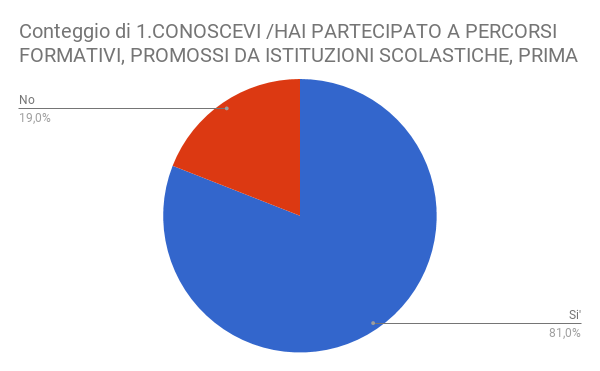 Conteggio di 1.CONOSCEVI /HAI PARTECIPATO A PERCORSI
FORMATIVI, PROMOSSI DA ISTITUZIONI SCOLASTICHE, PRIMA
No
19,0%
Si'
81,0%